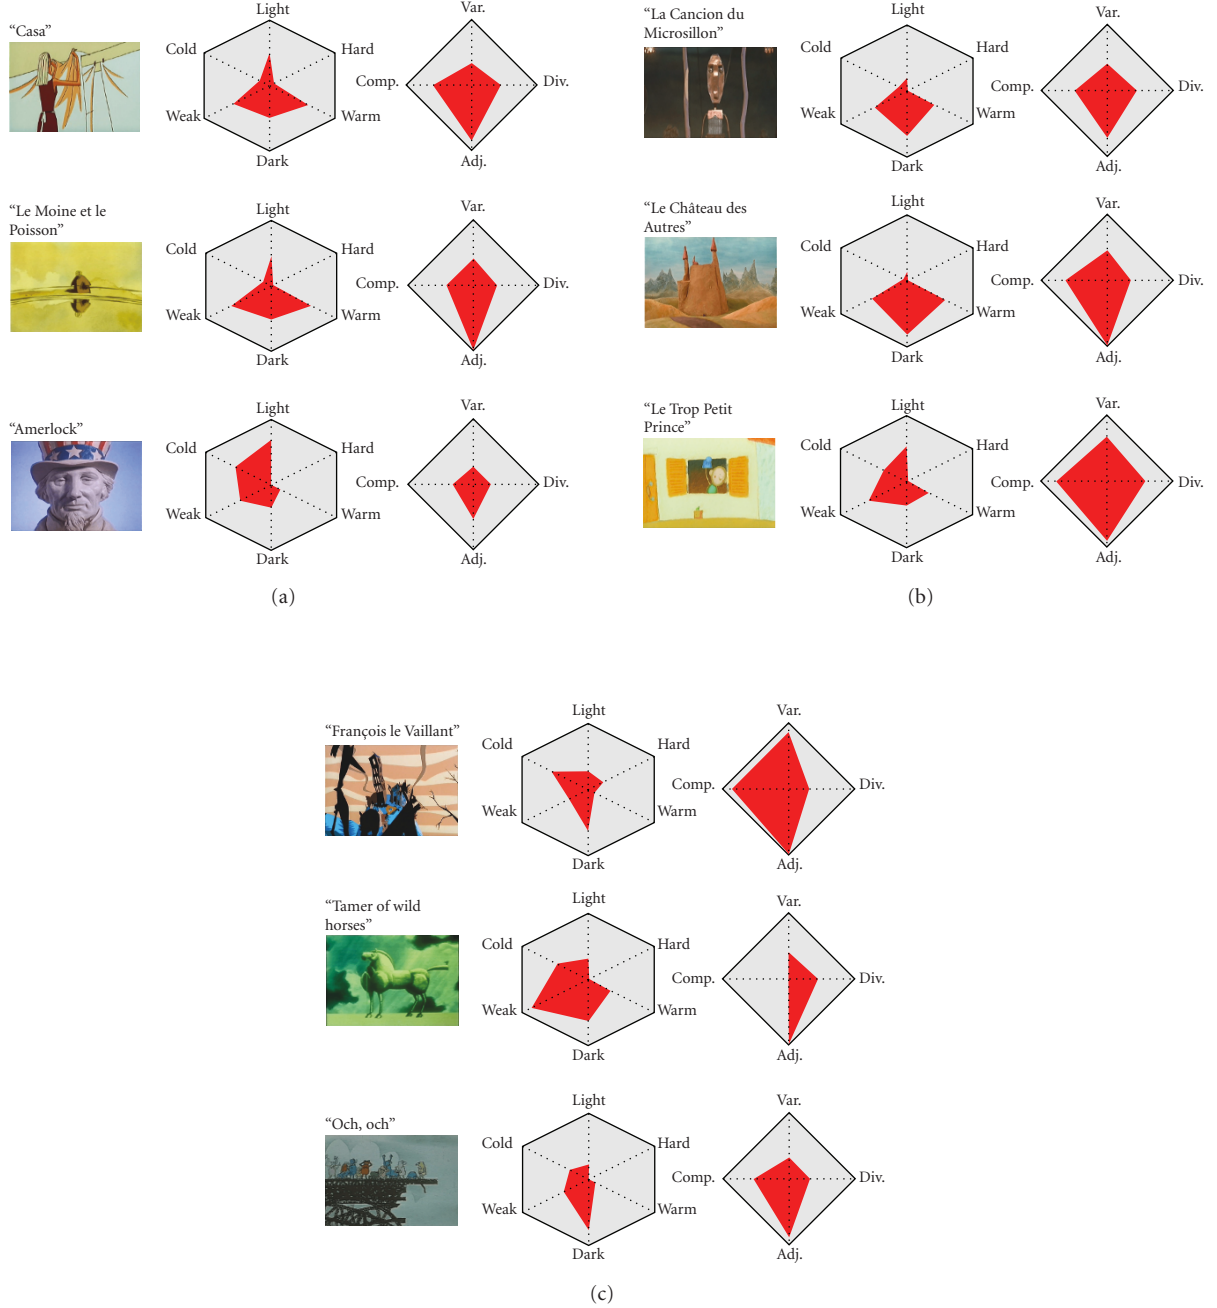 “Casa”
Light
Cold
Hard
Weak
Warm
Dark
Var.
Comp.
Div.
Adj.
“Le Moine et le
Poisson”
Light
Cold
Hard
Weak
Warm
Dark
Var.
Comp.
Div.
Adj.
“Amerlock”
Light
Cold
Hard
Weak
Warm
Dark
Var.
Comp.
Div.
Adj.
(a)
“La Cancion du
Microsillon”
Light
Cold
Hard
Weak
Warm
Dark
Var.
Comp.
Div.
Adj.
“Le Château des
Autres”
Light
Cold
Hard
Weak
Warm
Dark
Var.
Comp.
Div.
Adj.
“Le Trop Petit
Prince”
Light
Cold
Hard
Weak
Warm
Dark
Var.
Comp.
Div.
Adj.
(b)
“François le Vaillant”
Light
Cold
Hard
Weak
Warm
Dark
Var.
Comp.
Div.
Adj.
“Tamer of wild
horses”
Light
Cold
Hard
Weak
Warm
Dark
Var.
Comp.
Div.
Adj.
“Och, och”
Light
Cold
Hard
Weak
Warm
Dark
Var.
Comp.
Div.
Adj.
(c)